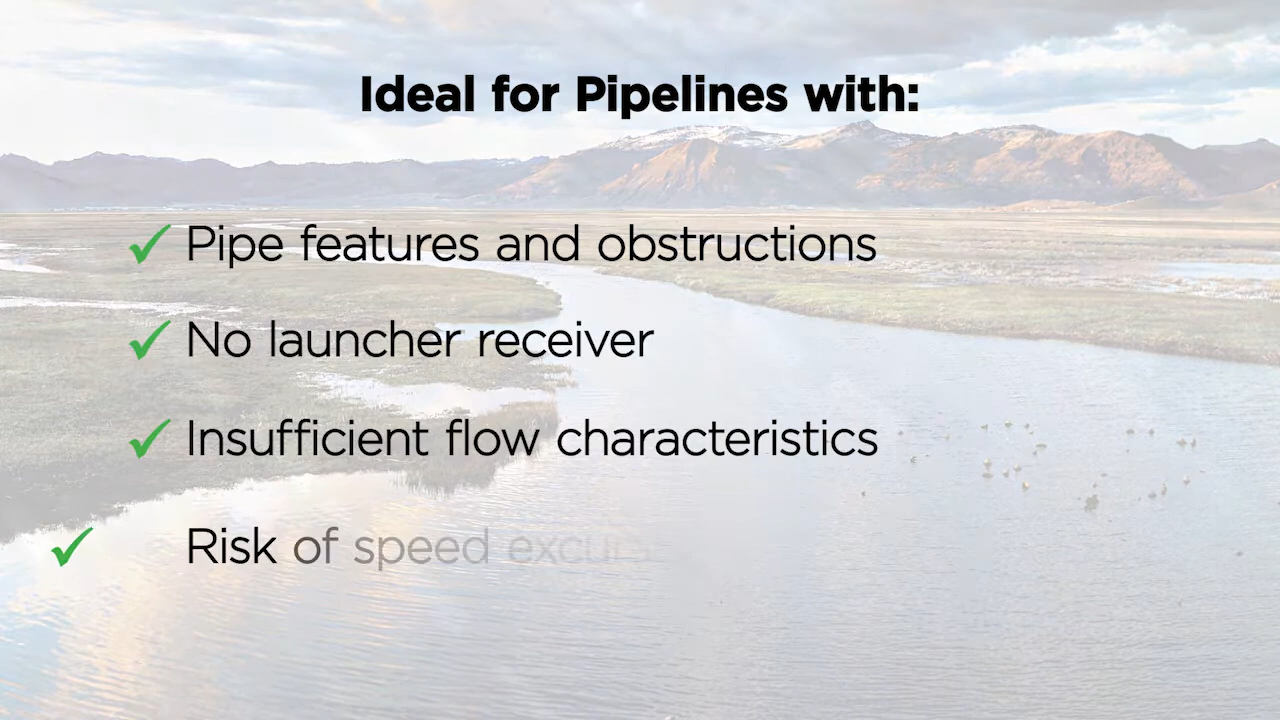 Ideal for Pipelines with:
Pipe features and obstructions
No launcher receiver
Insufficient flow characteristics
Risk of speed